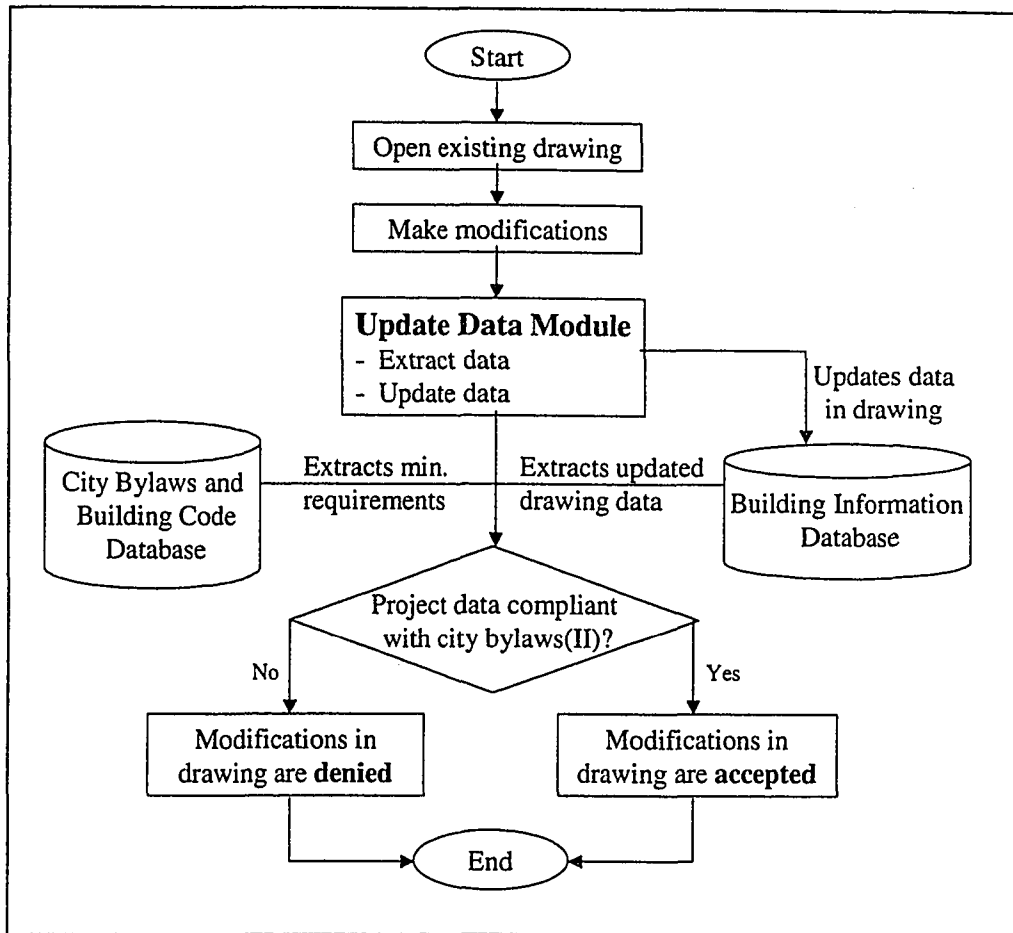 Start
Open existing drawing
Make modifications
Update Data Module
- Extract data
- Update data
Updates data
in drawing
City Bylaws and
Building Code
Database
Extracts min.
requirements
Extracts updated
drawing data
Building Information
Database
Project data compliant
with city bylaws(II)?
No
Yes
Modifications in
drawing are denied
Modifications in
drawing are accepted
End